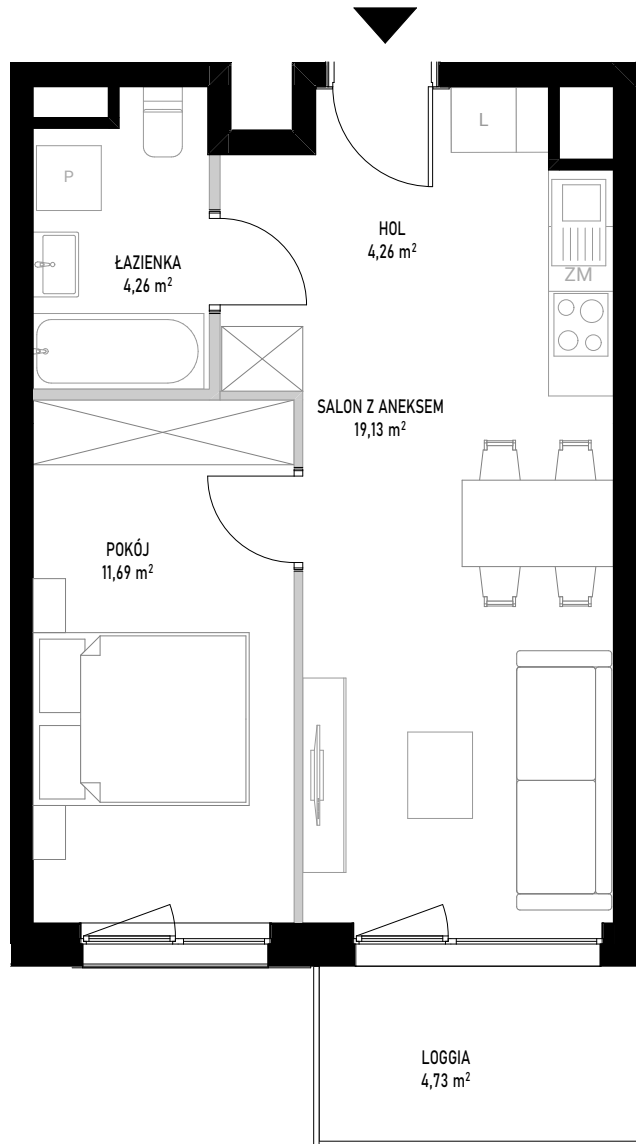 L
P
HOL
4,26 m²
ŁAZIENKA
4,26 m²
ZM
SALON Z ANEKSEM
19,13 m²
POKÓJ
11,69 m²
LOGGIA
4,73 m²